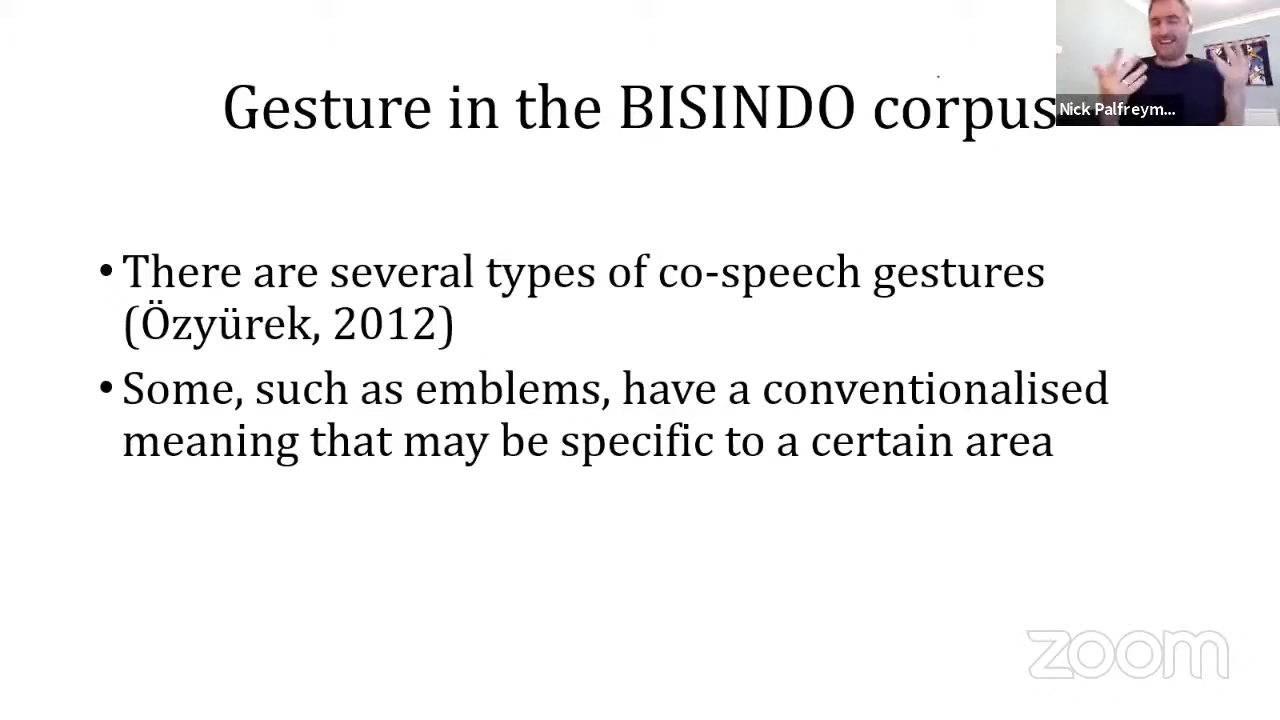 Gesture in the BISINDO corpus
Nick Palfreym...
• There are several types of co-speech gestures
(Özyürek, 2012)
• Some, such as emblems, have a conventionalised
meaning that may be specific to a certain area
zoom